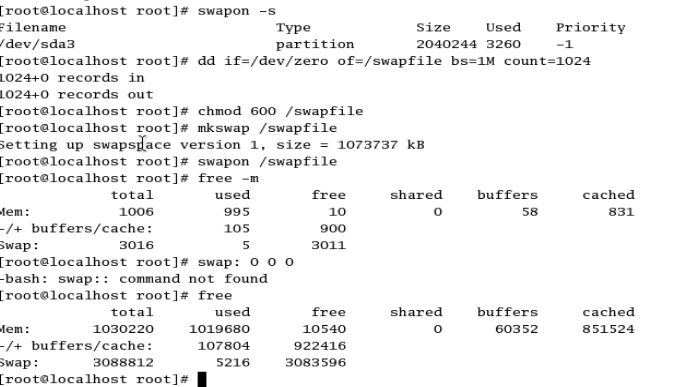 [root@localhost root]# swapon -s
Filename Type Size Used Priority
/dev/sda3 partition 2040244 3260 -1
[root@localhost root]# dd if=/dev/zero of=/swapfile bs=1M count=1024
1024+0 records in
1024+0 records out
[root@localhost root]# chmod 600 /swapfile
[root@localhost root]# mkswap /swapfile
Setting up swapspace version 1, size = 1073737 kB
[root@localhost root]# swapon /swapfile
[root@localhost root]# free -m
total used free shared buffers cached
Mem: 1006 995 10 0 58 831
-/+ buffers/cache: 105 900
Swap: 3016 5 3011
[root@localhost root]# swap: 0 0 0
-bash: swap:: command not found
[root@localhost root]# free
total used free shared buffers cached
Mem: 1030220 1019680 10540 0 60352 851524
-/+ buffers/cache: 107804 922416
Swap: 3088812 5216 3083596
[root@localhost root]#